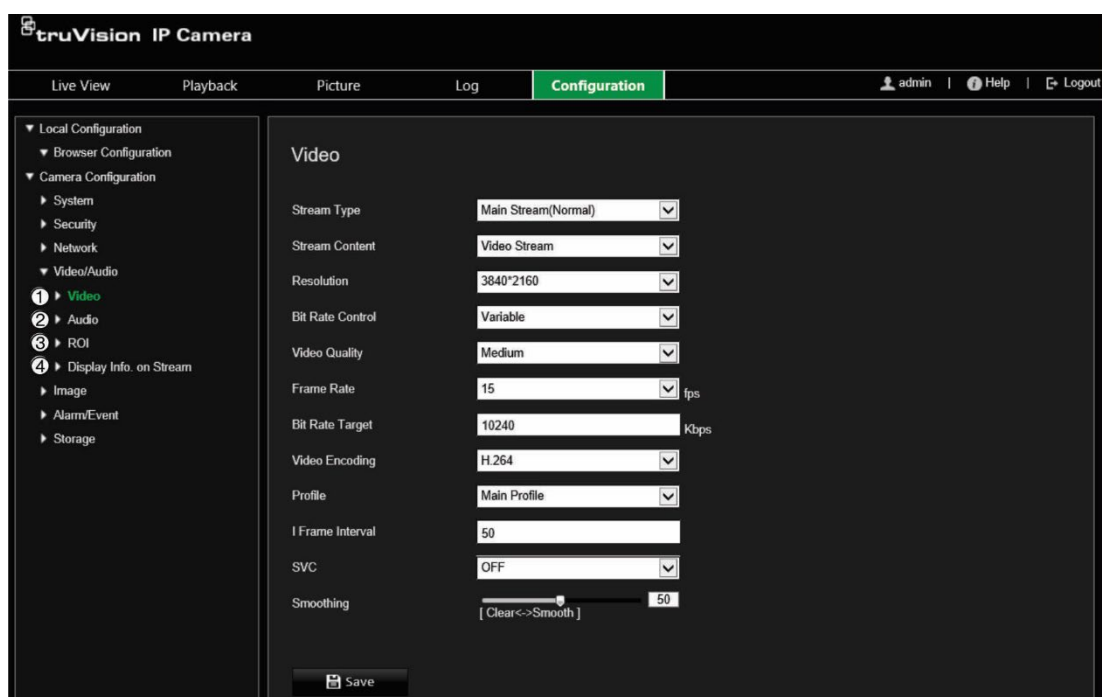 truVision IP Camera
Live View Playback Picture Log Configuration admin | Help | Logout
Local Configuration
Browser Configuration
Camera Configuration
System
Security
Network
Video/Audio
1 Video
2 Audio
3 ROI
4 Display Info. on Stream
Image
Alarm/Event
Storage
Video
Stream Type Main Stream(Normal)
Stream Content Video Stream
Resolution 3840*2160
Bit Rate Control Variable
Video Quality Medium
Frame Rate 15 fps
Bit Rate Target 10240 Kbps
Video Encoding H.264
Profile Main Profile
I Frame Interval 50
SVC OFF
Smoothing 50
[ Clear<->Smooth ]
Save